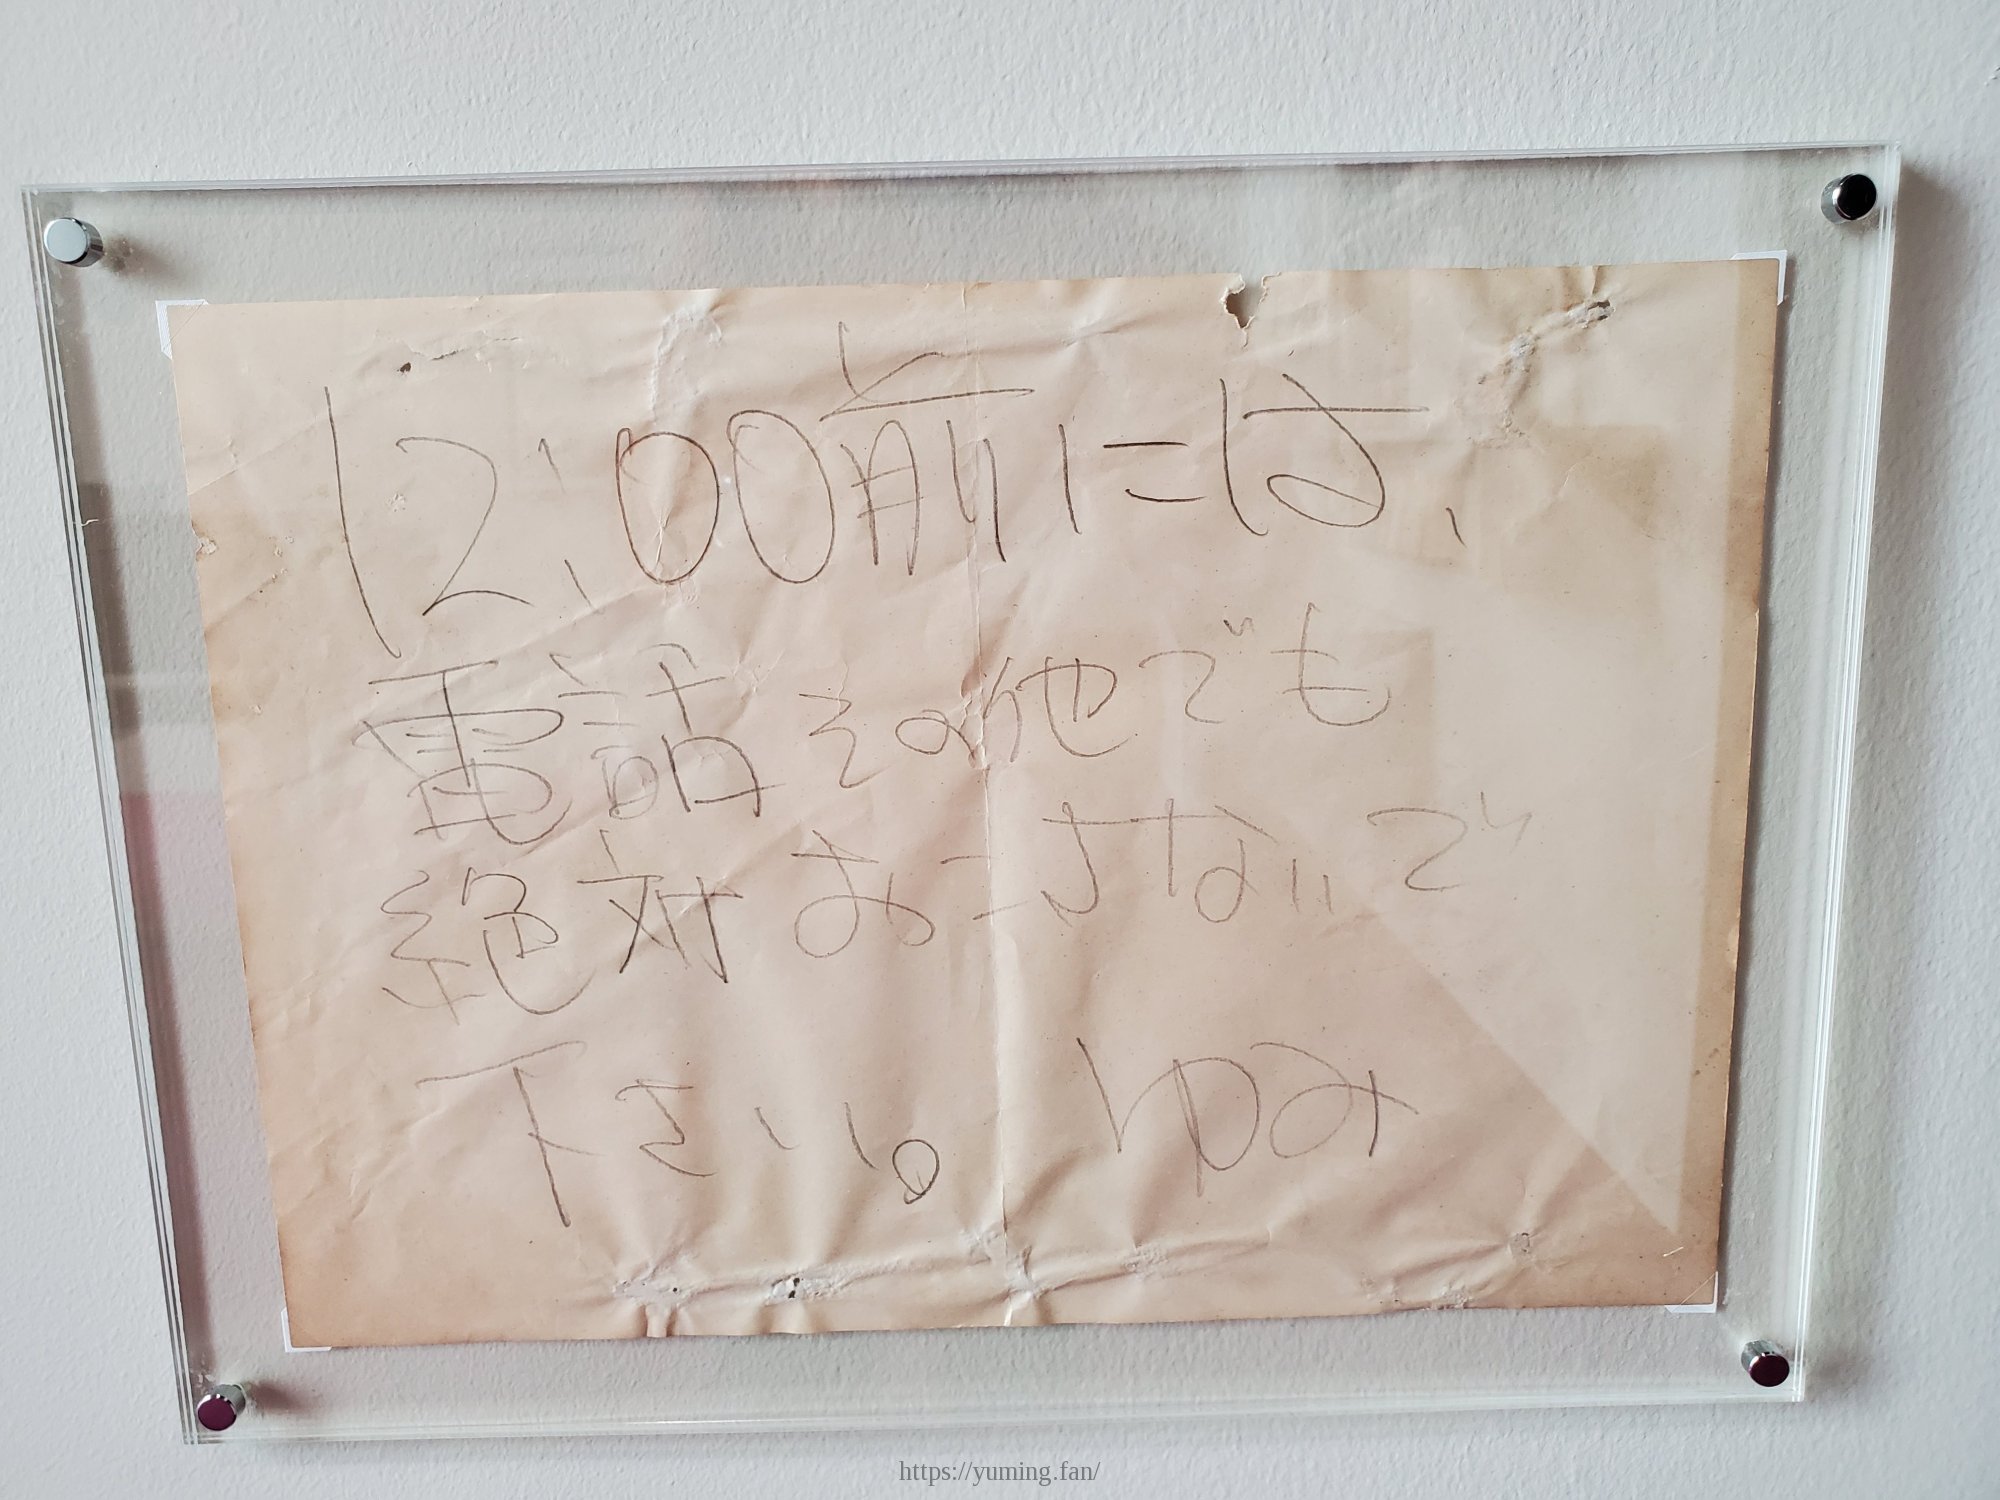 12:00前には、
電話その他でも
絶対おこさないで
下さい。 ゆみ
https://yuming.fan/